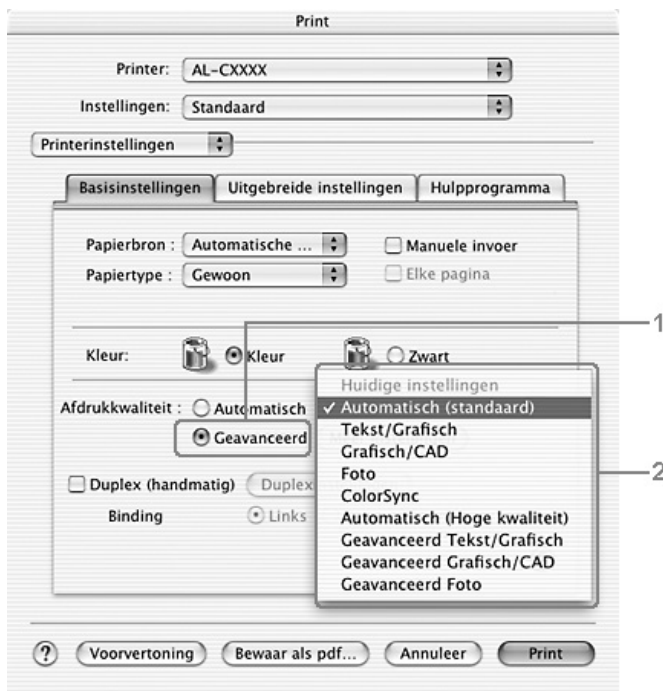 Print
Printer: AL-CXXXX
Instellingen: Standaard
Printerinstellingen
Basisinstellingen Uitgebreide instellingen Hulpprogramma
Papierbron : Automatische ... Manuele invoer
Papiertype : Gewoon Elke pagina
1
Kleur: Kleur Zwart
Afdrukkwaliteit : Automatisch
Geavanceerd
Duplex (handmatig) Duplex
Binding Links
Huidige instellingen
✓ Automatisch (standaard)
Tekst/Grafisch
Grafisch/CAD
Foto
ColorSync
Automatisch (Hoge kwaliteit)
Geavanceerd Tekst/Grafisch
Geavanceerd Grafisch/CAD
Geavanceerd Foto
2
? Voorvertoning Bewaar als pdf... Annuleer Print